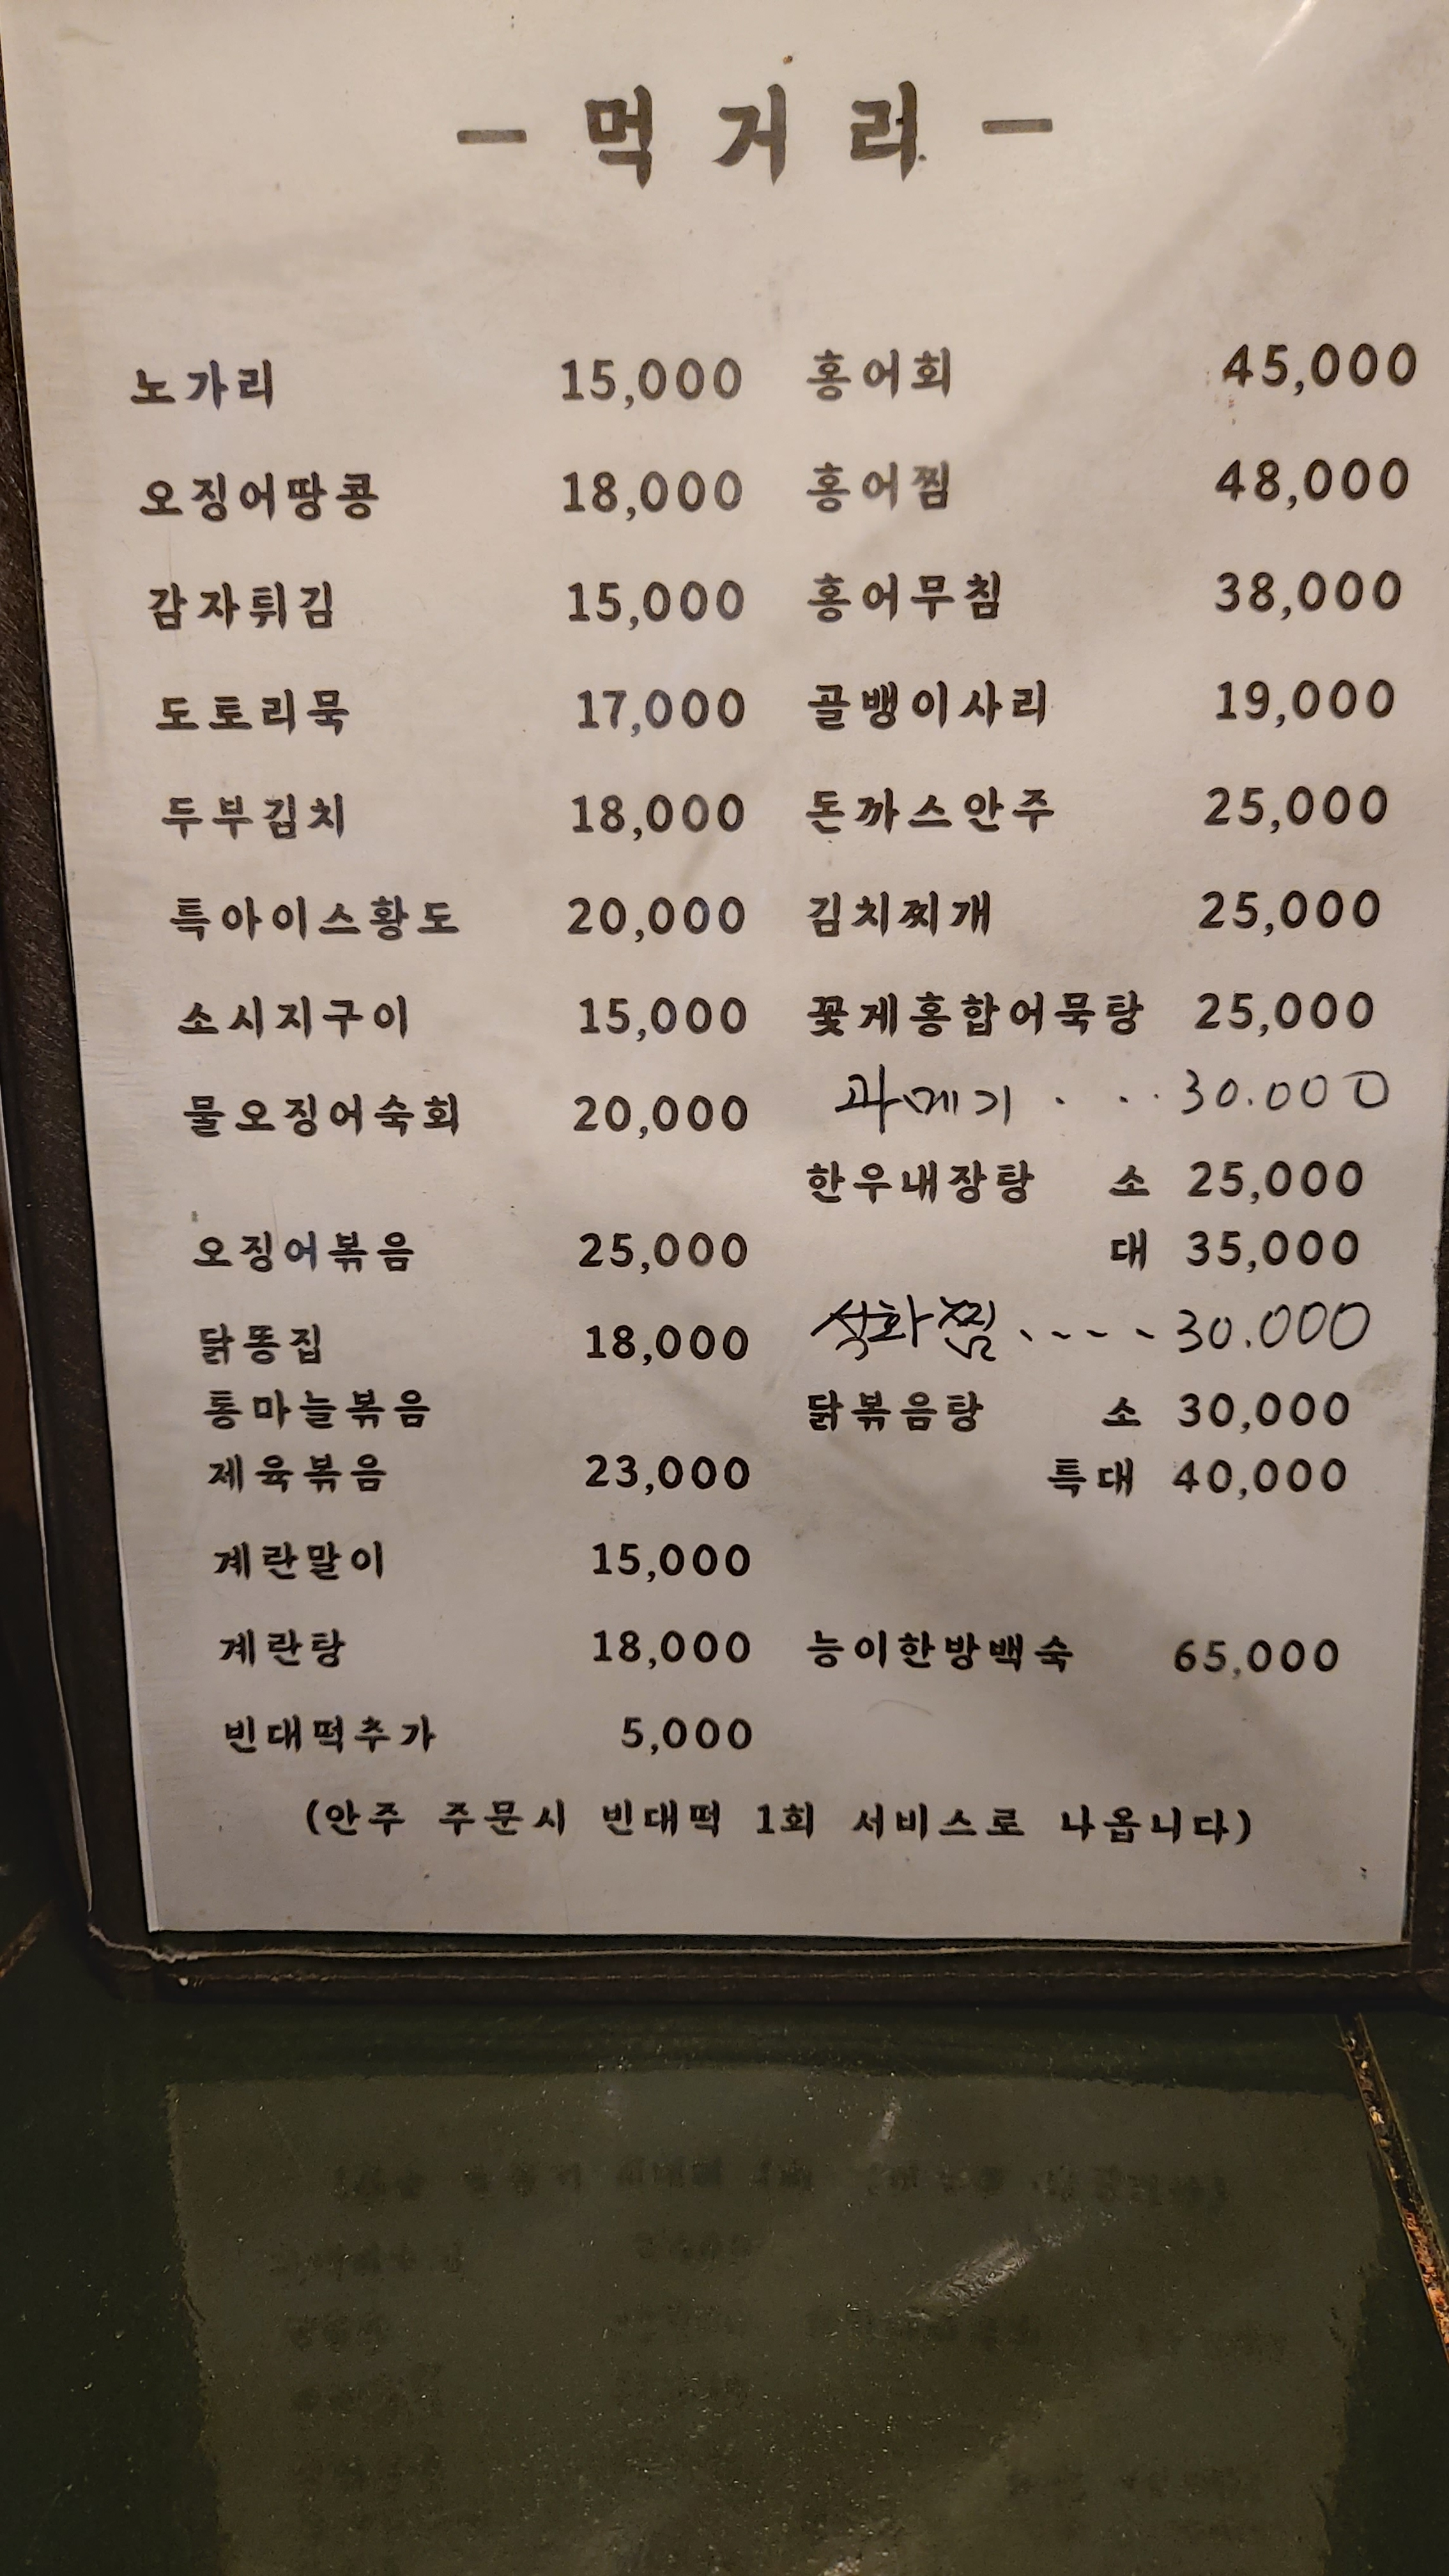 - 먹거리 -
노가리 15,000
오징어땅콩 18,000
감자튀김 15,000
도토리묵 17,000
두부김치 18,000
특아이스황도 20,000
소시지구이 15,000
물오징어숙회 20,000
오징어볶음 25,000
닭똥집 18,000
통마늘볶음
제육볶음 23,000
계란말이 15,000
계란탕 18,000
빈대떡추가 5,000
홍어회 45,000
홍어찜 48,000
홍어무침 38,000
골뱅이사리 19,000
돈까스안주 25,000
김치찌개 25,000
꽃게홍합어묵탕 25,000
과메기 · ·· 30.000
한우내장탕 소 25,000
대 35,000
석화찜 ---- 30.000
닭볶음탕 소 30,000
특대 40,000
능이한방백숙 65,000
(안주 주문시 빈대떡 1회 서비스로 나옵니다)